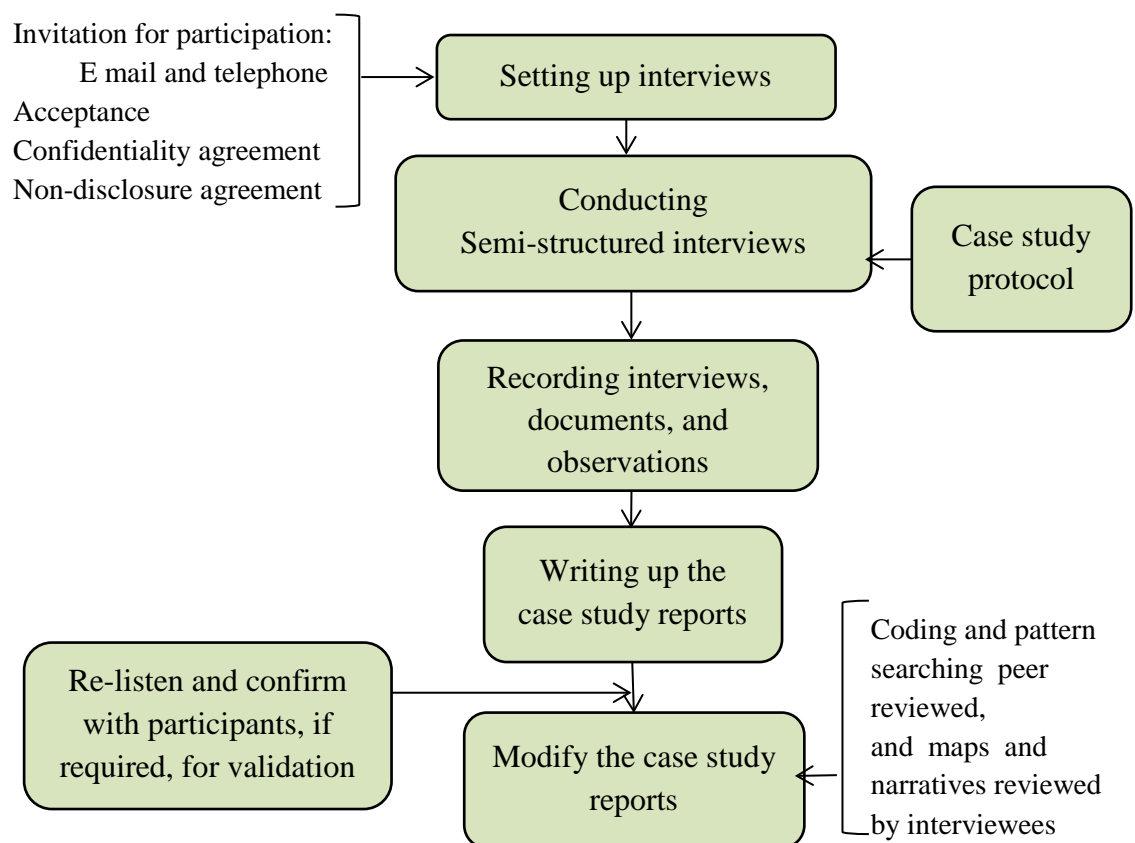 Invitation for participation:
E mail and telephone
Acceptance
Confidentiality agreement
Non-disclosure agreement
Setting up interviews
Conducting
Semi-structured interviews
Case study
protocol
Recording interviews,
documents, and
observations
Writing up the
case study reports
Re-listen and confirm
with participants, if
required, for validation
Modify the case study
reports
Coding and pattern
searching peer
reviewed,
and maps and
narratives reviewed
by interviewees